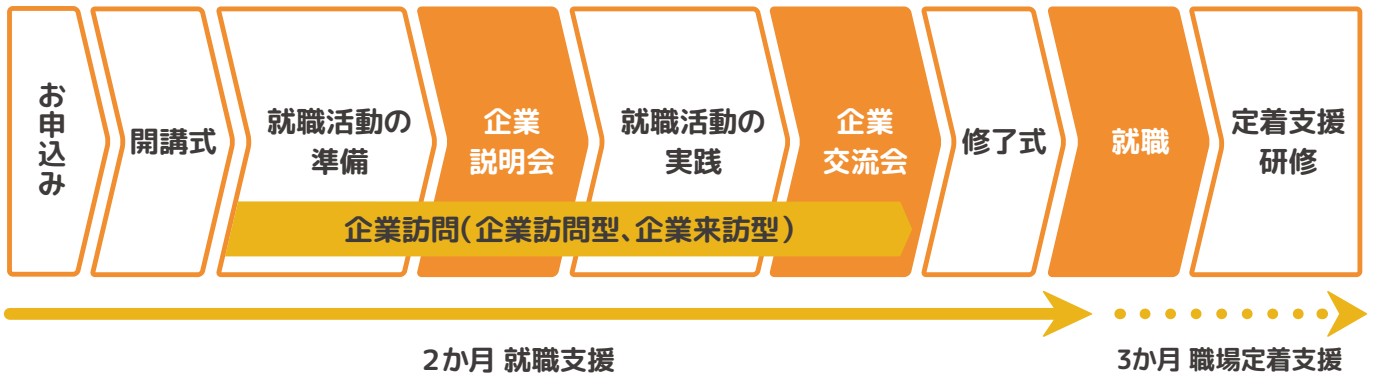 お申込み
開講式
就職活動の
準備
企業
説明会
就職活動の
実践
企業
交流会
修了式
就職
定着支援
研修
企業訪問(企業訪問型、企業来訪型)
2か月 就職支援
3か月 職場定着支援